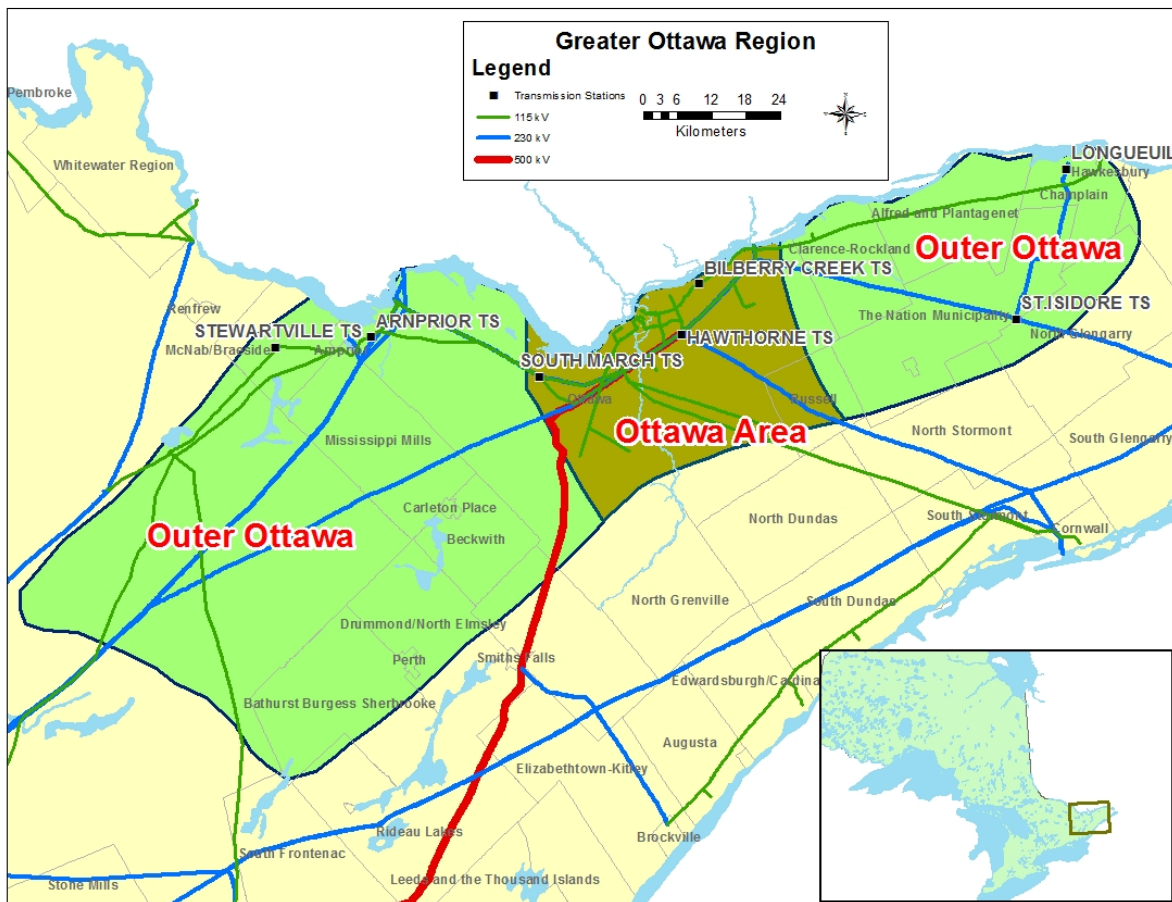 Greater Ottawa Region
Legend
Transmission Stations
115 kV
230 kV
500 kV
0 3 6 12 18 24
Kilometers
Pembroke
Whitewater Region
LONGUEUIL
Hawkesbury
Champlain
Alfred and Plantagenet
Clarence-Rockland
Outer Ottawa
BILBERRY CREEK TS
ST.ISIDORE TS
Renfrew
The Nation Municipality
ARNPRIOR TS
STEWARTVILLE TS
HAWTHORNE TS
North Glengarry
McNab/Braeside
Arnprio
SOUTH MARCH TS
Ottawa
Russell
Ottawa Area
North Stormont
South Glengarry
Mississippi Mills
Carleton Place
Beckwith
Outer Ottawa
North Dundas
South Stormont
Cornwall
North Grenville
South Dundas
Drummond/North Elmsley
Perth
Smiths Falls
Edwardsburgh/Cardina
Bathurst Burgess Sherbrooke
Augusta
Elizabethtown-Kitley
Rideau Lakes
Brockville
South Frontenac
Stone Mills
Leeds and the Thousand Islands